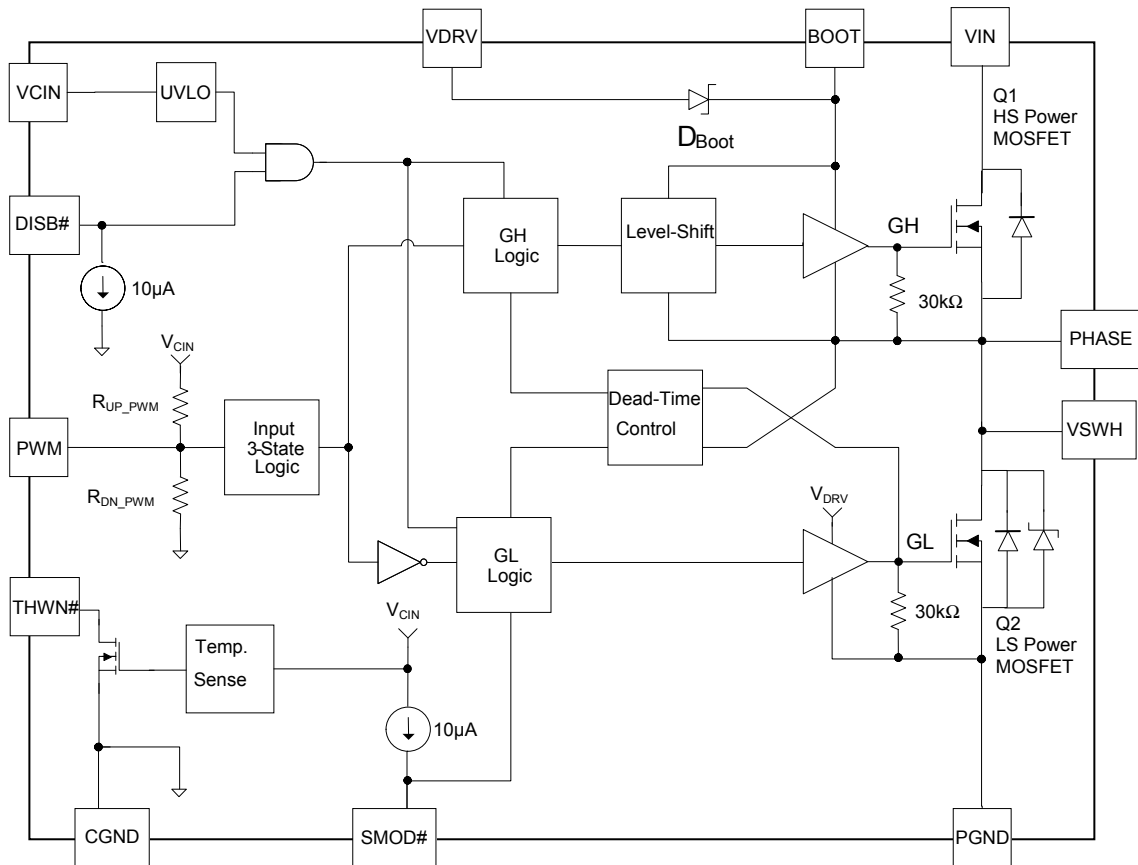 VDRV
BOOT
VIN
VCIN
UVLO
Q1
HS Power
MOSFET
DBoot
DISB#
GH
Logic
Level-Shift
GH
10µA
30kΩ
VCIN
PHASE
RUP_PWM
Dead-Time
Control
PWM
Input
3-State
Logic
VSWH
RDN_PWM
VDRV
GL
Logic
GL
THWN#
VCIN
30kΩ
Temp.
Sense
Q2
LS Power
MOSFET
10µA
CGND
SMOD#
PGND